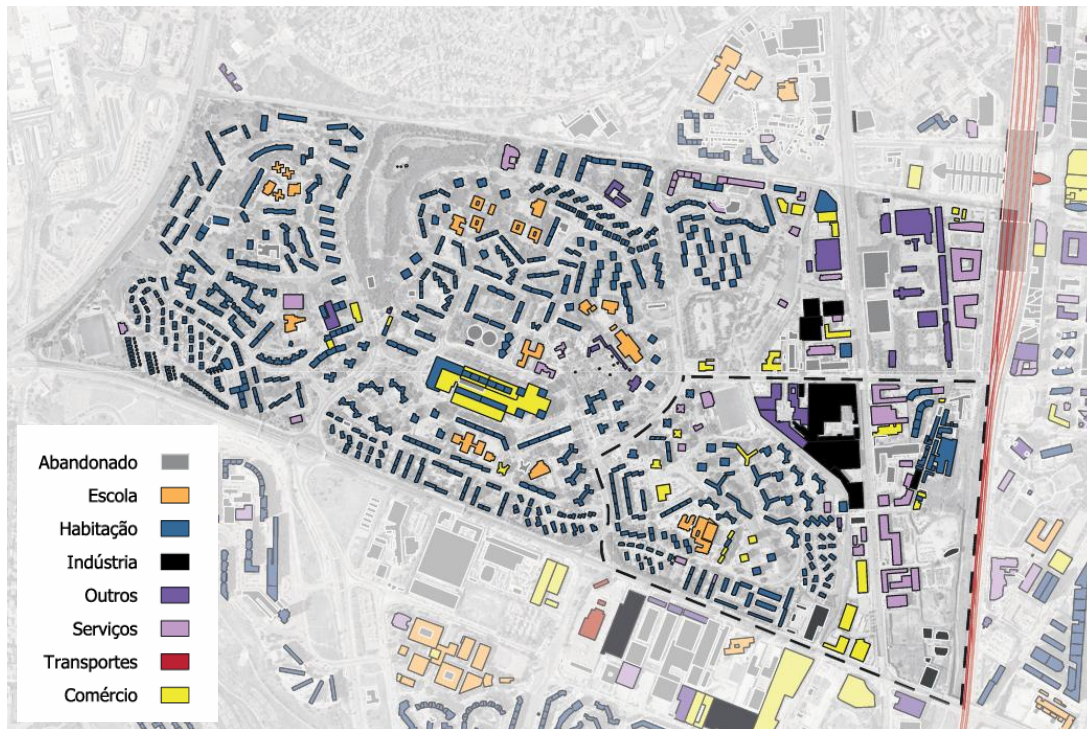 Abandonado
Escola
Habitação
Indústria
Outros
Serviços
Transportes
Comércio